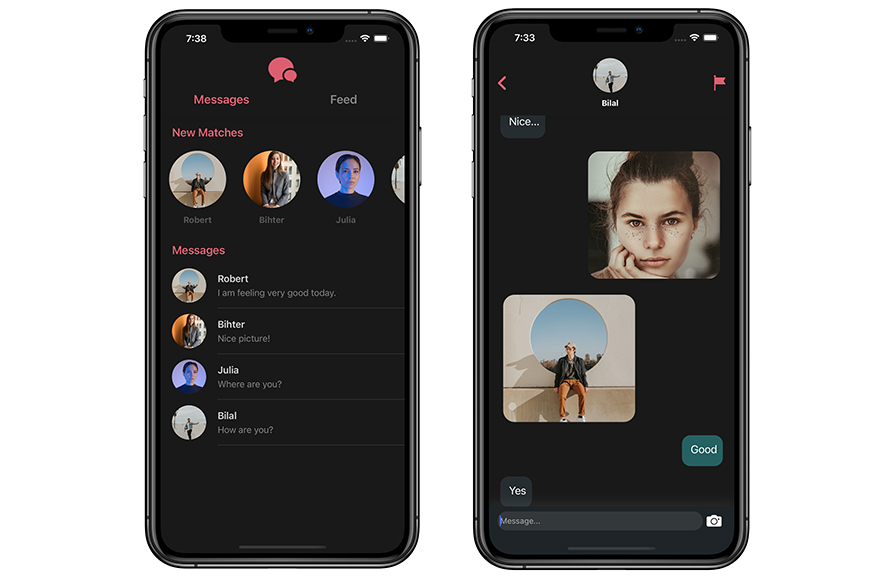 7:38
Messages
Feed
New Matches
Robert
Bihter
Julia
Messages
Robert
I am feeling very good today.
Bihter
Nice picture!
Julia
Where are you?
Bilal
How are you?
7:33
Bilal
Nice...
Good
Yes
Message...